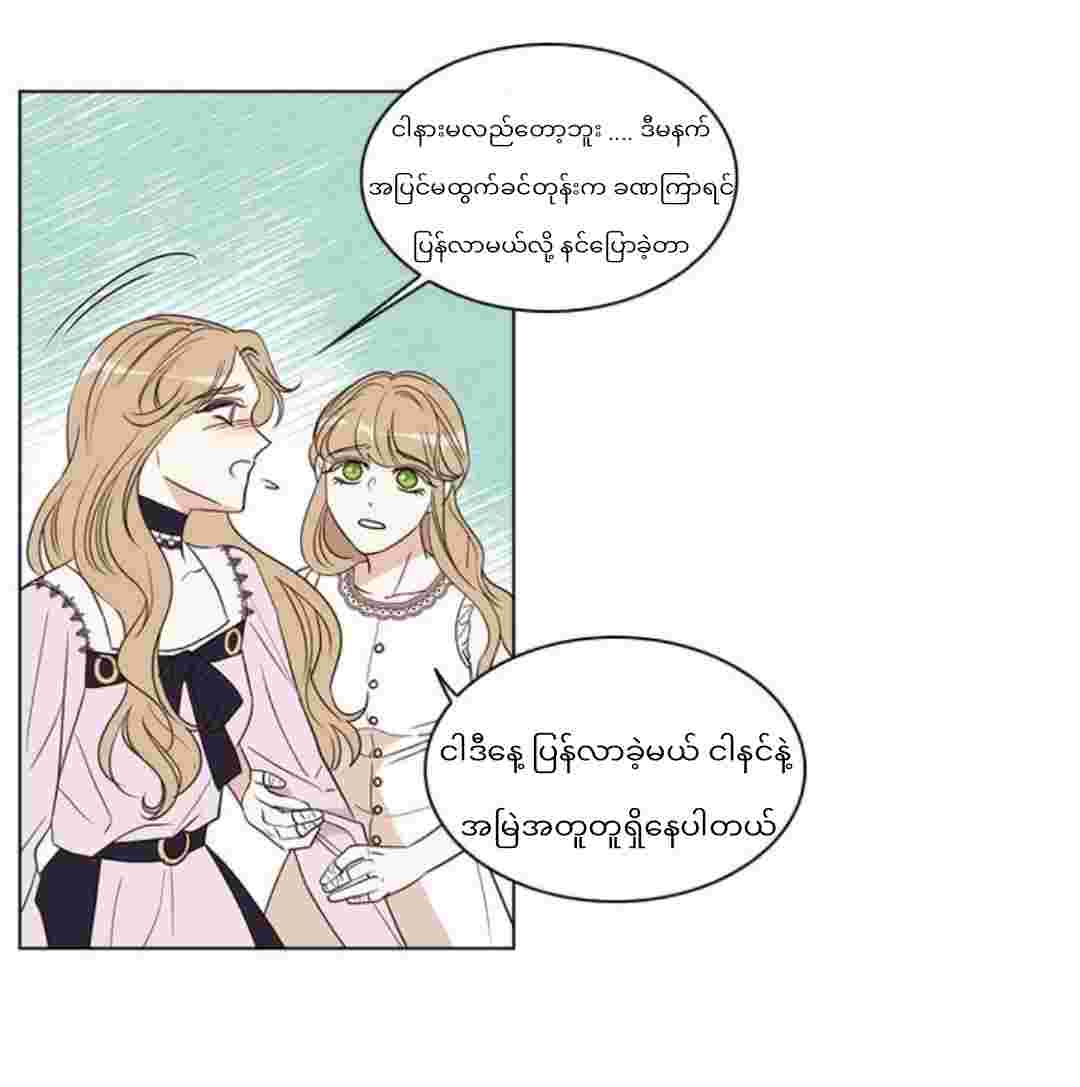 ငါနားမလည်တော့ဘူး .... ဒီမနက်
အပြင်မထွက်ခင်တုန်းက ခဏကြာရင်
ပြန်လာမယ်လို့ နင်ပြောခဲ့တာ
ငါဒီနေ့ ပြန်လာခဲ့မယ် ငါနင်နဲ့
အမြဲအတူတူရှိနေပါတယ်